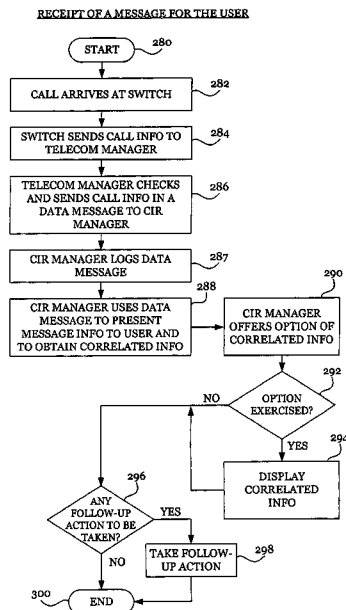 RECEIPT OF A MESSAGE FOR THE USER
START
280
CALL ARRIVES AT SWITCH
282
SWITCH SENDS CALL INFO TO
TELECOM MANAGER
284
TELECOM MANAGER CHECKS
AND SENDS CALL INFO IN A
DATA MESSAGE TO CIR
MANAGER
286
CIR MANAGER LOGS DATA
MESSAGE
287
CIR MANAGER USES DATA
MESSAGE TO PRESENT
MESSAGE INFO TO USER AND
TO OBTAIN CORRELATED INFO
288
CIR MANAGER
OFFERS OPTION OF
CORRELATED INFO
290
OPTION
EXERCISED?
292
NO
YES
DISPLAY
CORRELATED
INFO
294
ANY
FOLLOW-UP
ACTION TO BE
TAKEN?
296
YES
NO
TAKE FOLLOW-
UP ACTION
298
300
END